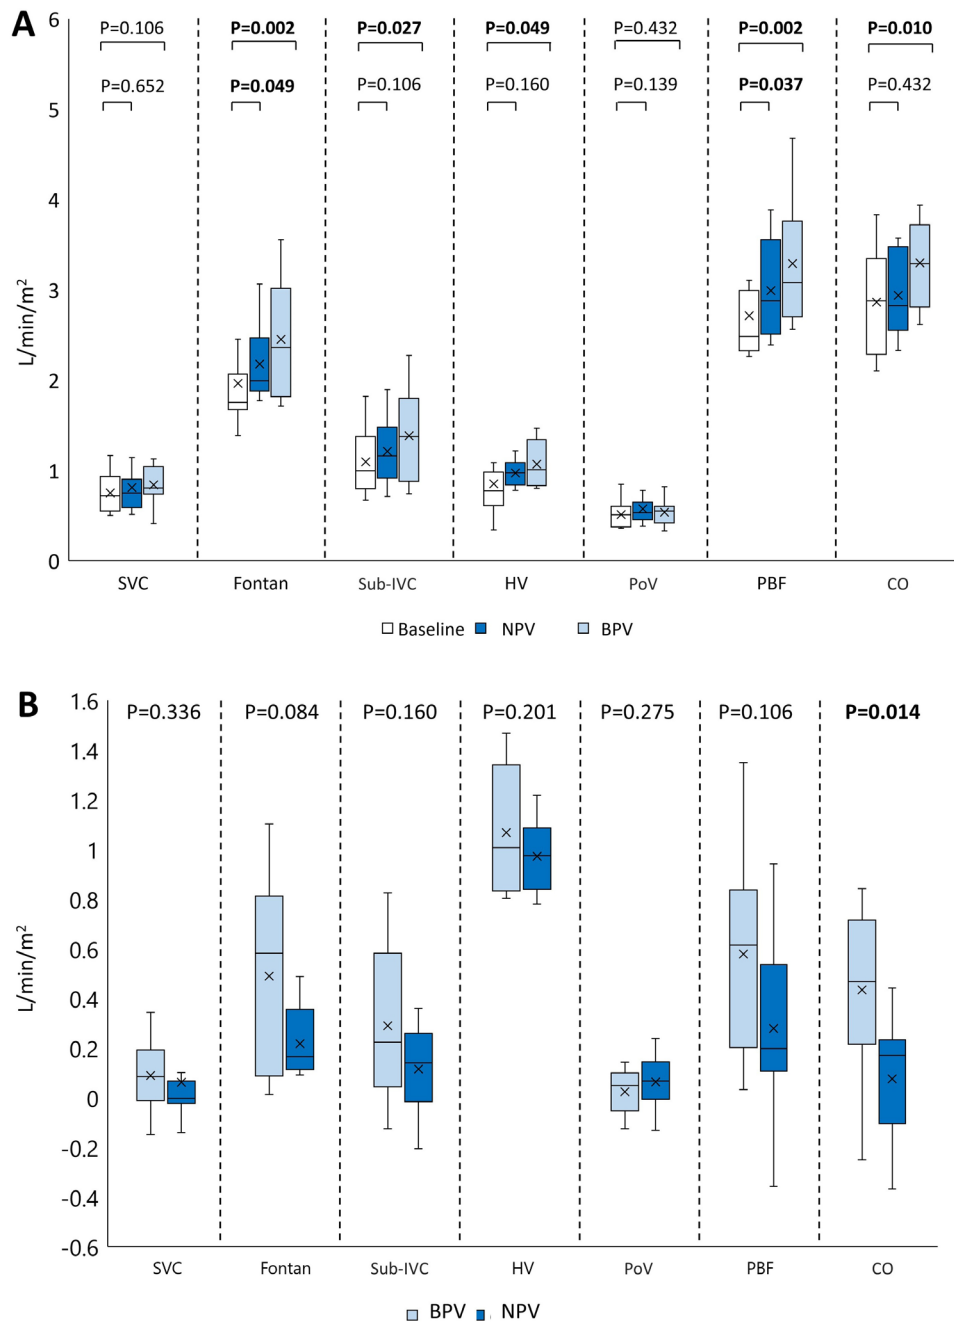 A
6
P=0.106 P=0.002 P=0.027 P=0.049 P=0.432 P=0.002 P=0.010
P=0.652 P=0.049 P=0.106 P=0.160 P=0.139 P=0.037 P=0.432
5
4
3
2
1
0
L/min/m²
SVC Fontan Sub-IVC HV PoV PBF CO
Baseline NPV BPV
B
1.6
P=0.336 P=0.084 P=0.160 P=0.201 P=0.275 P=0.106 P=0.014
1.4
1.2
1
0.8
0.6
0.4
0.2
0
-0.2
-0.4
-0.6
L/min/m²
SVC Fontan Sub-IVC HV PoV PBF CO
BPV NPV